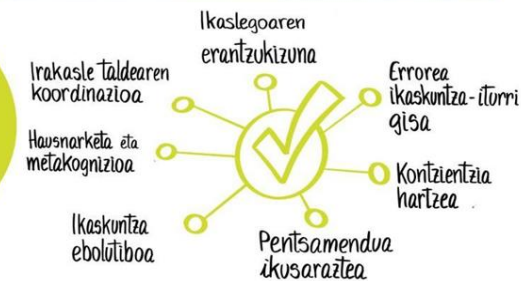 Ikaslegoaren
erantzukizuna
Irakasle taldearen
koordinazioa
Errorea
ikaskuntza-iturri
gisa
Hausnarketa eta
metakognizioa
Kontzientzia
hartzea.
Ikaskuntza
ebolutiboa
Pentsamendua
ikusaraztea